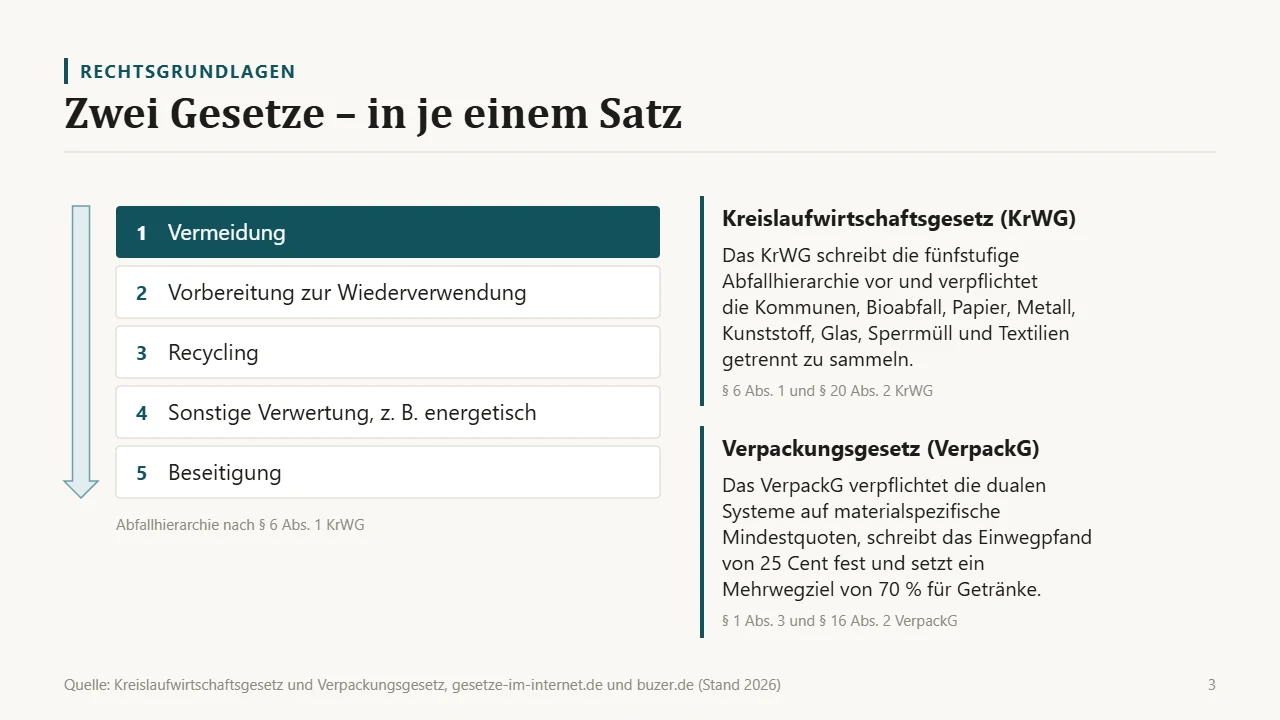 RECHTSGRUNDLAGEN
Zwei Gesetze – in je einem Satz
1 Vermeidung
2 Vorbereitung zur Wiederverwendung
3 Recycling
4 Sonstige Verwertung, z. B. energetisch
5 Beseitigung
Abfallhierarchie nach § 6 Abs. 1 KrWG
Kreislaufwirtschaftsgesetz (KrWG)
Das KrWG schreibt die fünfstufige
Abfallhierarchie vor und verpflichtet
die Kommunen, Bioabfall, Papier, Metall,
Kunststoff, Glas, Sperrmüll und Textilien
getrennt zu sammeln.
§ 6 Abs. 1 und § 20 Abs. 2 KrWG
Verpackungsgesetz (VerpackG)
Das VerpackG verpflichtet die dualen
Systeme auf materialspezifische
Mindestquoten, schreibt das Einwegpfand
von 25 Cent fest und setzt ein
Mehrwegziel von 70 % für Getränke.
§ 1 Abs. 3 und § 16 Abs. 2 VerpackG
Quelle: Kreislaufwirtschaftsgesetz und Verpackungsgesetz, gesetze-im-internet.de und buzer.de (Stand 2026)
3